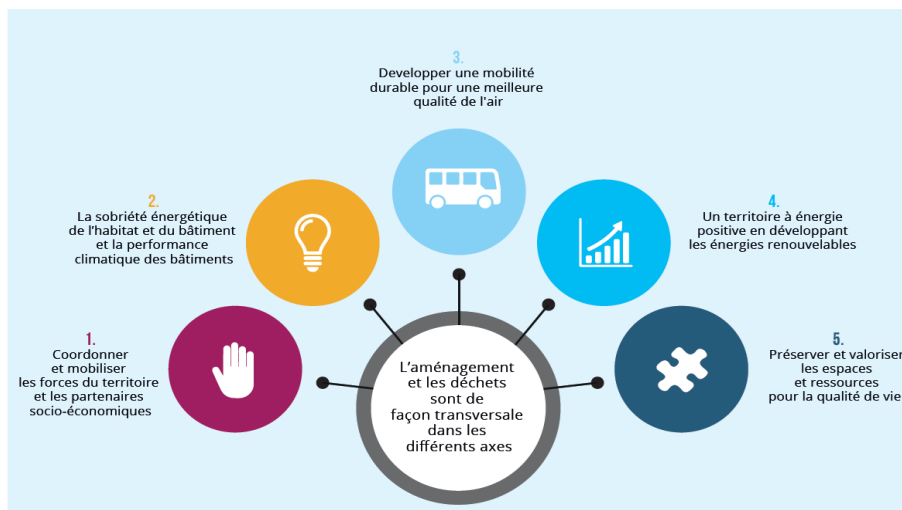 1.
Coordonner
et mobiliser
les forces du territoire
et les partenaires
socio-économiques
2.
La sobriété énergétique
de l'habitat et du bâtiment
et la performance
climatique des bâtiments
3.
Developper une mobilité
durable pour une meilleure
qualité de l'air
4.
Un territoire à énergie
positive en développant
les énergies renouvelables
5.
Préserver et valoriser
les espaces
et ressources
pour la qualité de vie
L'aménagement
et les déchets
sont de
façon transversale
dans les
différents axes